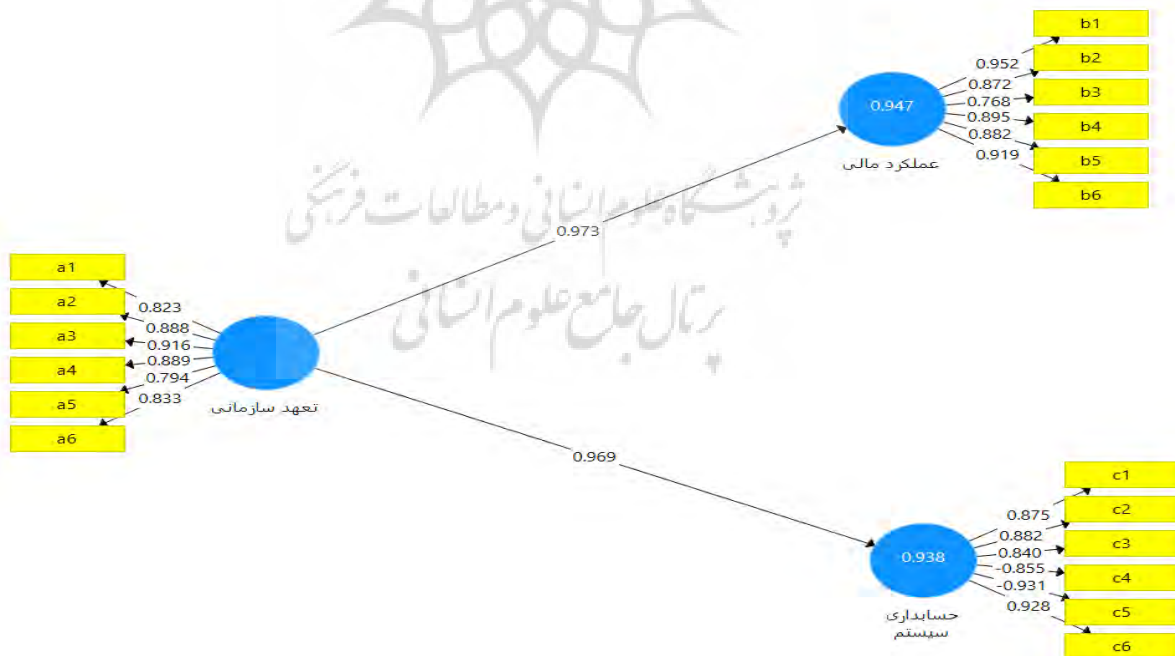 b1
0.952
b2
0.872
b3
0.768
0.947
0.895
b4
0.882
b5
0.919
عملکرد مالی
b6
پژوهشگاه علوم انسانی و مطالعات فرهنگی
0.973
a1
a2
0.823
پرتال جامع علوم انسانی
0.888
a3
0.916
0.889
a4
0.794
a5
0.833
تعهد سازمانی
a6
0.969
c1
0.875
c2
0.882
c3
0.840
0.938
-0.855
c4
-0.931
c5
0.928
حسابداری
سیستم
c6